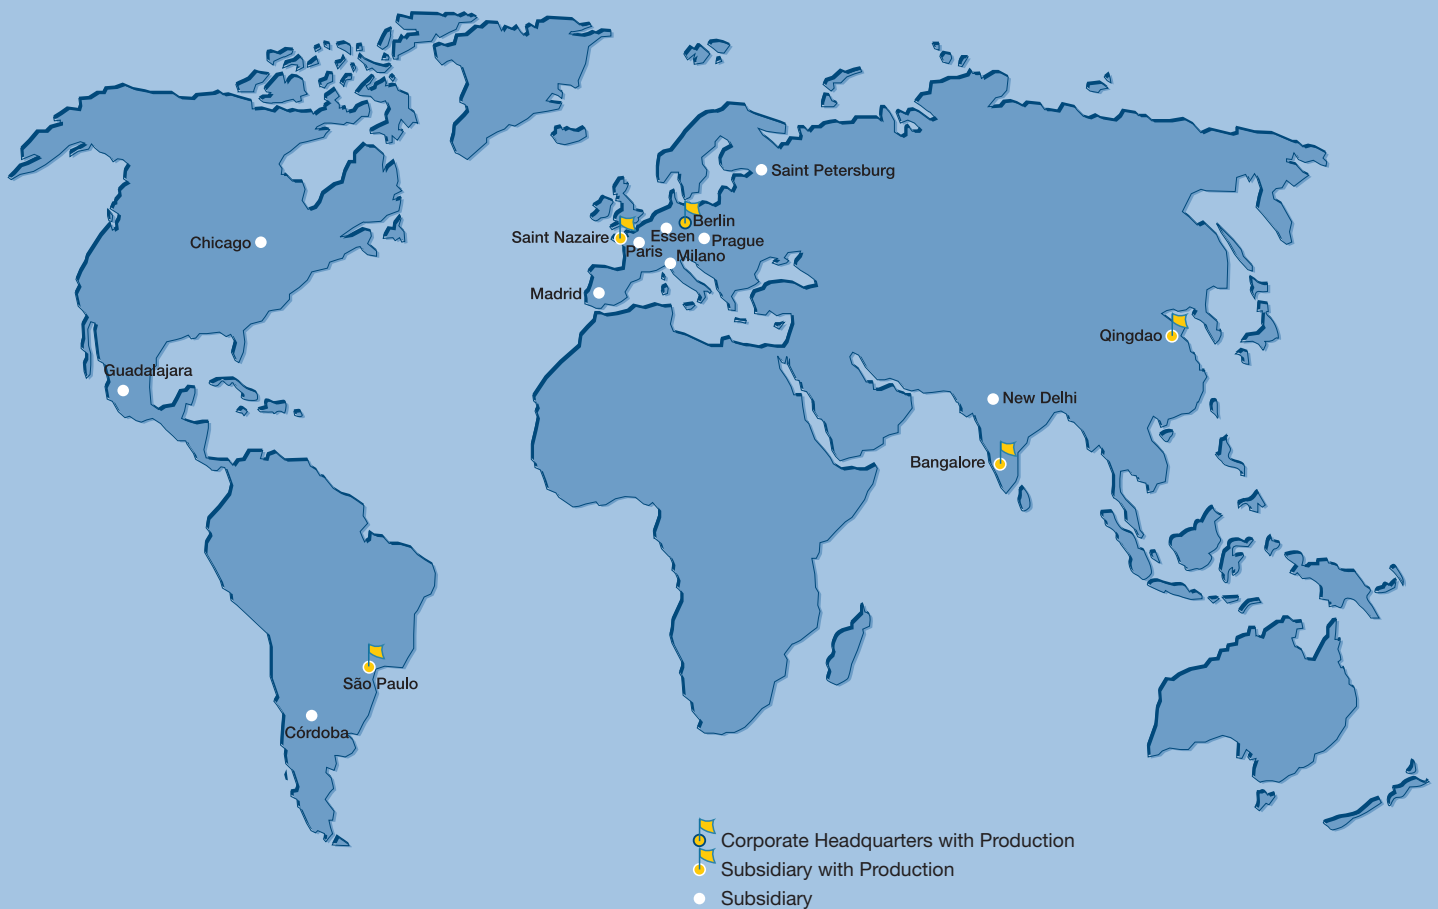 Saint Petersburg
Berlin
Chicago
Saint Nazaire
Essen
Prague
Paris
Milano
Madrid
Qingdao
Guadalajara
New Delhi
Bangalore
São Paulo
Córdoba
Corporate Headquarters with Production
Subsidiary with Production
Subsidiary